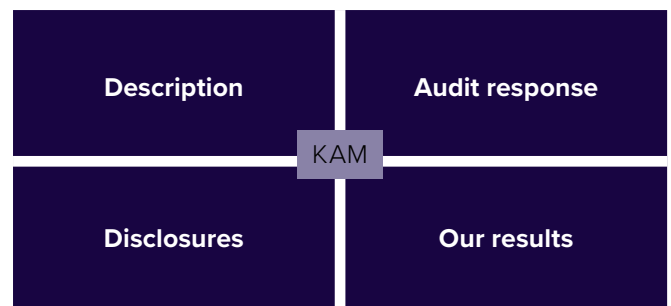 Description
Audit response
KAM
Disclosures
Our results